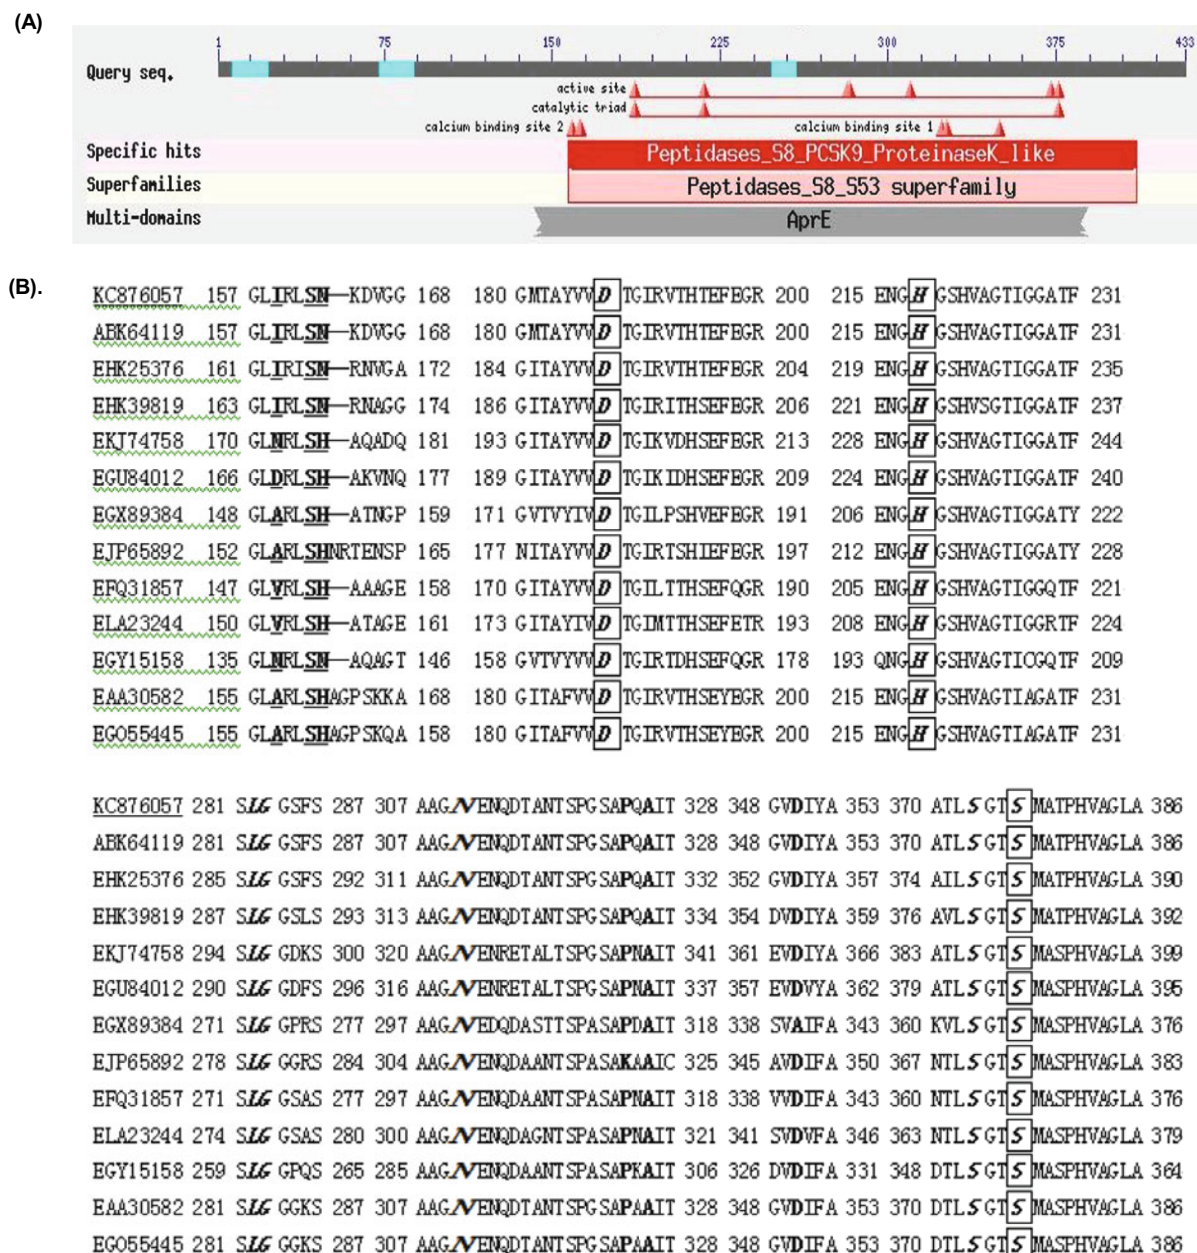 (A)
1 75 150 225 300 375 433
Query seq.
active site
catalytic triad
calcium binding site 2 calcium binding site 1
Specific hits Peptidases_S8_PCSK9_ProteinaseK_like
Superfamilies Peptidases_S8_S53 superfamily
Multi-domains AprE
(B).
KC876057 157 GLIRLSN—KDVGG 168 180 GMTAYVVD TGIRVTHTEFEGR 200 215 ENGH GSHVAGTIGGATF 231
ABK64119 157 GLIRLSN—KDVGG 168 180 GMTAYVVD TGIRVTHTEFEGR 200 215 ENGH GSHVAGTIGGATF 231
EHK25376 161 GLIRISN—RNVGA 172 184 GITAYVVD TGIRVTHTEFEGR 204 219 ENGH GSHVAGTIGGATF 235
EHK39819 163 GLIRLSN—RNAGG 174 186 GITAYVVD TGIRITHSEFEGR 206 221 ENGH GSHVSGTIGGATF 237
EKJ74758 170 GLNRLSH—AQADQ 181 193 GITAYVVD TGIKVDHSEFEGR 213 228 ENGH GSHVAGTIGGATF 244
EGU84012 166 GLDRLSH—AKVNQ 177 189 GITAYVVD TGIKIDHSEFEGR 209 224 ENGH GSHVAGTIGGATF 240
EGX89384 148 GLARLSH—ATNGP 159 171 GVTVYIVD TGILPSHVEFEGR 191 206 ENGH GSHVAGTIGGATY 222
EJP65892 152 GLARLSHNRTENSP 165 177 NITAYVVD TGIRTSHIEFEGR 197 212 ENGH GSHVAGTIGGATY 228
EFQ31857 147 GLVRLSH—AAAGE 158 170 GITAYVVD TGILTTHSEFQGR 190 205 ENGH GSHVAGTIGGQTF 221
ELA23244 150 GLVRLSH—ATAGE 161 173 GITAYIVD TGIMTTHSEFETR 193 208 ENGH GSHVAGTIGGRTF 224
EGY15158 135 GLNRLSN—AQAGT 146 158 GVTVYVVD TGIRTDHSEFQGR 178 193 QNGH GSHVAGTICGQTF 209
EAA30582 155 GLARLSHAGPSKKA 168 180 GITAFVVD TGIRVTHSEYEGR 200 215 ENGH GSHVAGTIAGATF 231
EGO55445 155 GLARLSHAGPSKQA 158 180 GITAFVVD TGIRVTHSEYEGR 200 215 ENGH GSHVAGTIAGATF 231
KC876057 281 SLG GSFS 287 307 AAGNVENQDTANTSPGSAPQAIT 328 348 GVDIYA 353 370 ATLSGTS MATPHVAGLA 386
ABK64119 281 SLG GSFS 287 307 AAGNVENQDTANTSPGSAPQAIT 328 348 GVDIYA 353 370 ATLSGTS MATPHVAGLA 386
EHK25376 285 SLG GSFS 292 311 AAGNVENQDTANTSPGSAPQAIT 332 352 GVDIYA 357 374 AILSGTS MATPHVAGLA 390
EHK39819 287 SLG GSLS 293 313 AAGNVENQDTANTSPGSAPQAIT 334 354 DVDIYA 359 376 AVLSGTS MATPHVAGLA 392
EKJ74758 294 SLG GDKS 300 320 AAGNVENRETALTSPGSAPNAIT 341 361 EVDIYA 366 383 ATLSGTS MASPHVAGLA 399
EGU84012 290 SLG GDFS 296 316 AAGNVENRETALTSPGSAPNAIT 337 357 EVDVYA 362 379 ATLSGTS MASPHVAGLA 395
EGX89384 271 SLG GPRS 277 297 AAGNVEDQDASTTSPASAPDAIT 318 338 SVAIFA 343 360 KVLSGTS MASPHVAGLA 376
EJP65892 278 SLG GGRS 284 304 AAGNVENQDAANTSPASAKAAIC 325 345 AVDIFA 350 367 NTLSGTS MASPHVAGLA 383
EFQ31857 271 SLG GSAS 277 297 AAGNVENQDAANTSPASAPNAIT 318 338 VVDIFA 343 360 NTLSGTS MASPHVAGLA 376
ELA23244 274 SLG GSAS 280 300 AAGNVENQDAGNTSPASAPNAIT 321 341 SVDVFA 346 363 NTLSGTS MASPHVAGLA 379
EGY15158 259 SLG GPQS 265 285 AAGNVENQDAANTSPASAPKAIT 306 326 DVDIFA 331 348 DTLSGTS MASPHVAGLA 364
EAA30582 281 SLG GGKS 287 307 AAGNVENQDTANTSPASAPAAIT 328 348 GVDIFA 353 370 DTLSGTS MASPHVAGLA 386
EGO55445 281 SLG GGKS 287 307 AAGNVENQDTANTSPASAPAAIT 328 348 GVDIFA 353 370 DTLSGTS MASPHVAGLA 386